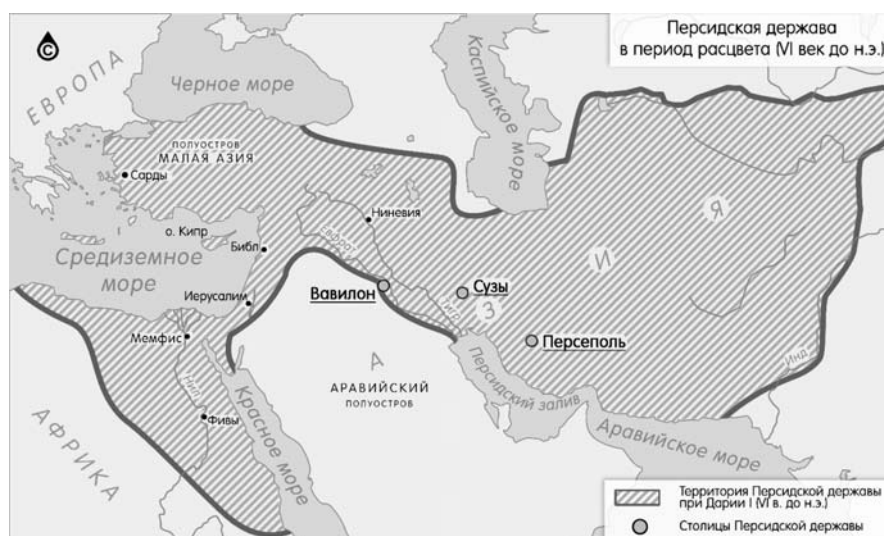 Персидская держава
в период расцвета (VI век до н.э.)
©
ЕВРОПА
Черное море
Каспийское море
ПОЛУОСТРОВ
МАЛАЯ АЗИЯ
Сарды
Ниневия
о. Кипр
Евфрат
Библ
Средиземное
море
Иерусалим
Вавилон
Сузы
Тигр
Мемфис
Персеполь
А
З
И
Я
АРАВИЙСКИЙ
ПОЛУОСТРОВ
Персидский залив
Инд
Нил
Фивы
Красное море
Аравийское море
АФРИКА
Территория Персидской державы
при Дарии I (VI в. до н.э.)
Столицы Персидской державы